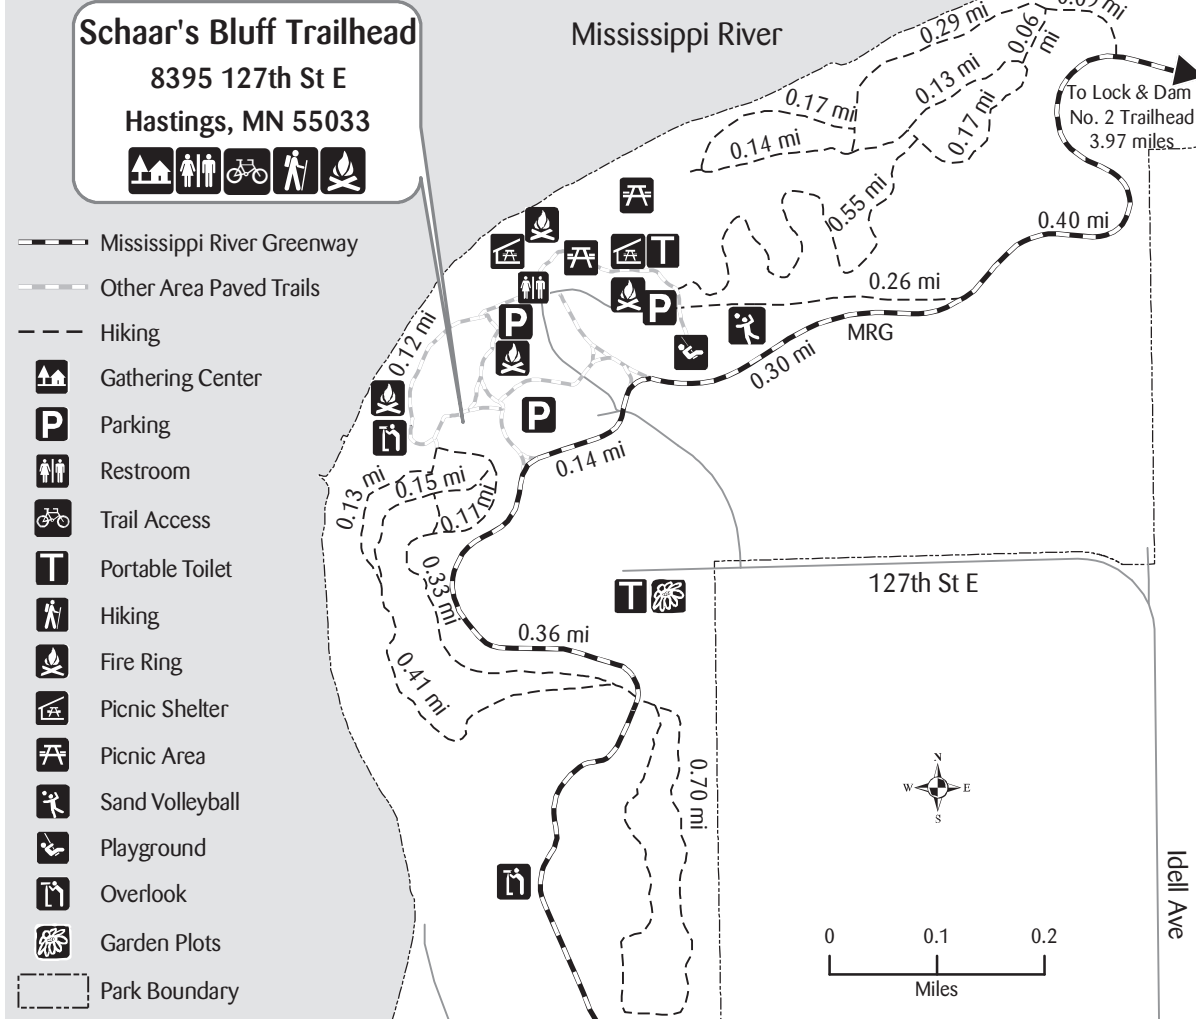 Schaar's Bluff Trailhead
8395 127th St E
Hastings, MN 55033
Mississippi River
0.29 mi
0.06 mi
0.13 mi
0.17 mi
0.17 mi
0.14 mi
To Lock & Dam
No. 2 Trailhead
3.97 miles
0.55 mi
0.40 mi
0.26 mi
MRG
0.30 mi
0.12 mi
0.14 mi
0.13 mi
0.15 mi
0.11 mi
0.33 mi
0.36 mi
0.41 mi
0.70 mi
127th St E
Idell Ave
P
P
P
T
T
Mississippi River Greenway
Other Area Paved Trails
Hiking
Gathering Center
P Parking
Restroom
Trail Access
T Portable Toilet
Hiking
Fire Ring
Picnic Shelter
Picnic Area
Sand Volleyball
Playground
Overlook
Garden Plots
Park Boundary
N
W E
S
0 0.1 0.2
Miles